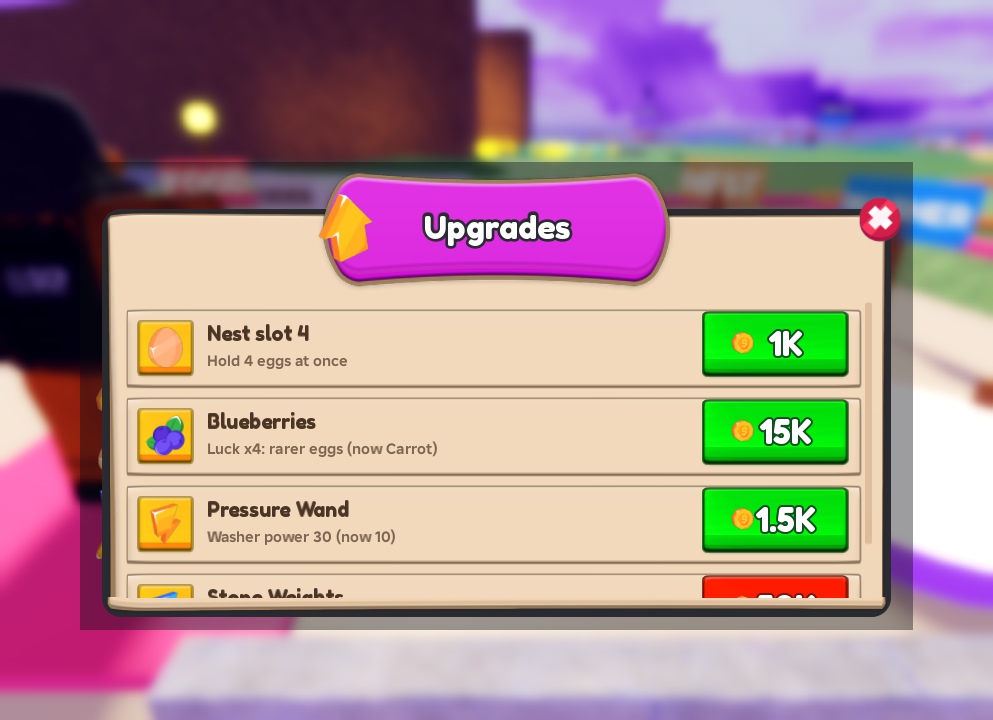 Upgrades
Nest slot 4
Hold 4 eggs at once
1K
Blueberries
Luck x4: rarer eggs (now Carrot)
15K
Pressure Wand
Washer power 30 (now 10)
1.5K
Stone Weights